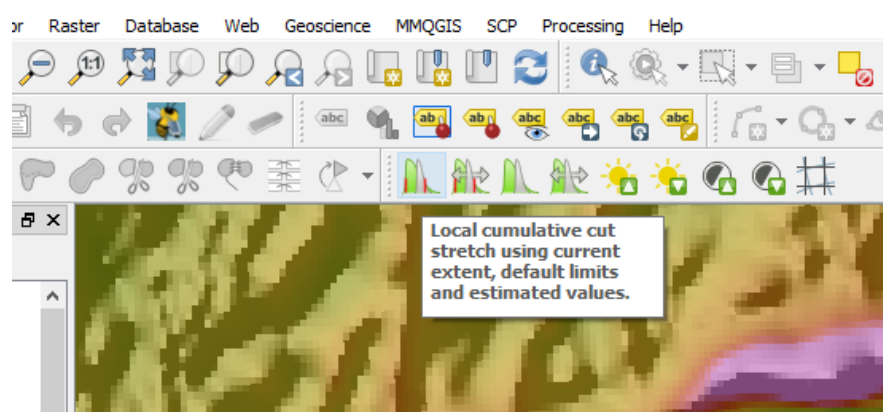 or Raster Database Web Geoscience MMQGIS SCP Processing Help
1:1
abc ab ab abc abc abc abc
Local cumulative cut
stretch using current
extent, default limits
and estimated values.